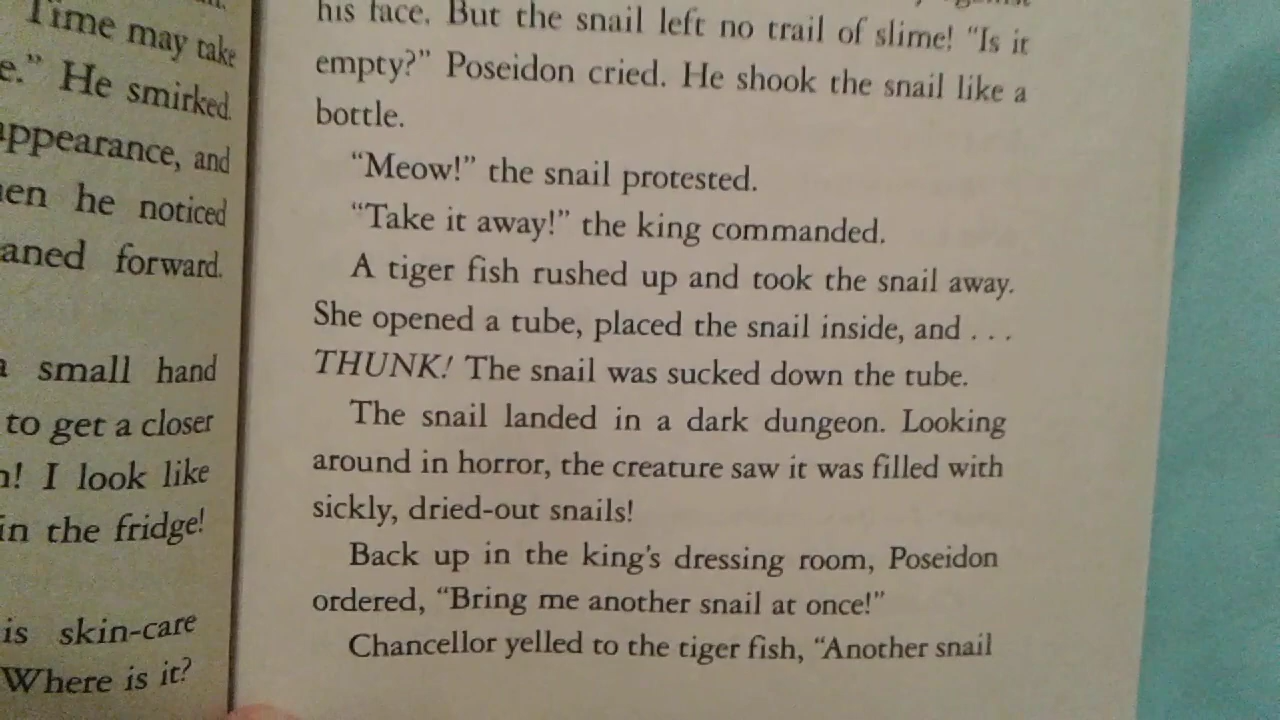 Time may take
e." He smirked.
appearance, and
he noticed
forward.
small hand
to get a closer
I look like
in the fridge!
is skin-care
Where is it?
his face. But the snail left no trail of slime! "Is it
empty?" Poseidon cried. He shook the snail like a
bottle.
"Meow!" the snail protested.
"Take it away!" the king commanded.
A tiger fish rushed up and took the snail away.
She opened a tube, placed the snail inside, and . . .
THUNK! The snail was sucked down the tube.
The snail landed in a dark dungeon. Looking
around in horror, the creature saw it was filled with
sickly, dried-out snails!
Back up in the king's dressing room, Poseidon
ordered, "Bring me another snail at once!"
Chancellor yelled to the tiger fish, "Another snail